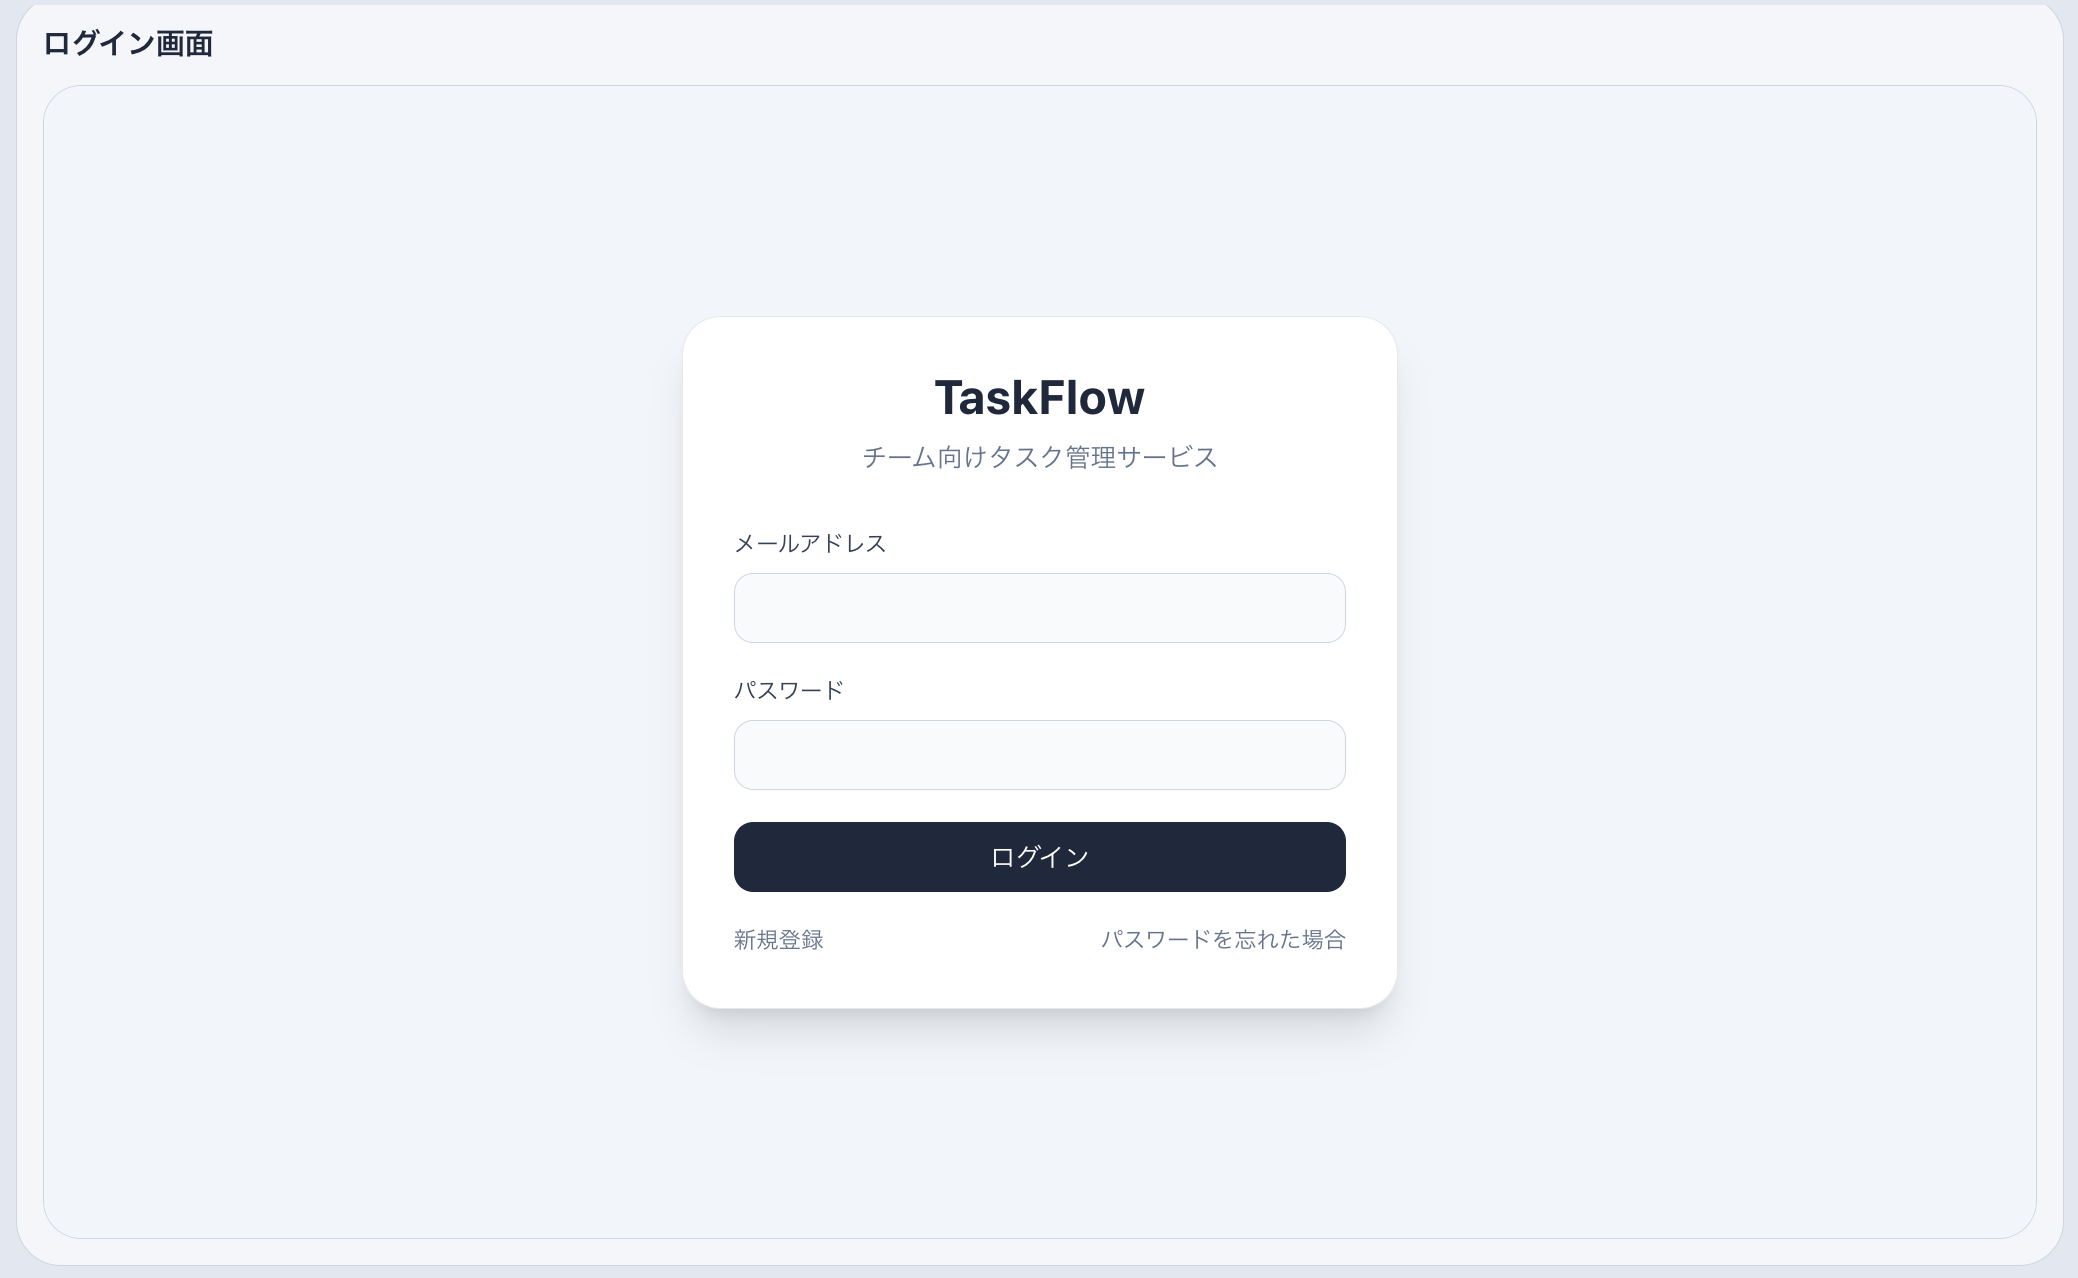 ログイン画面
TaskFlow
チーム向けタスク管理サービス
メールアドレス
パスワード
ログイン
新規登録
パスワードを忘れた場合